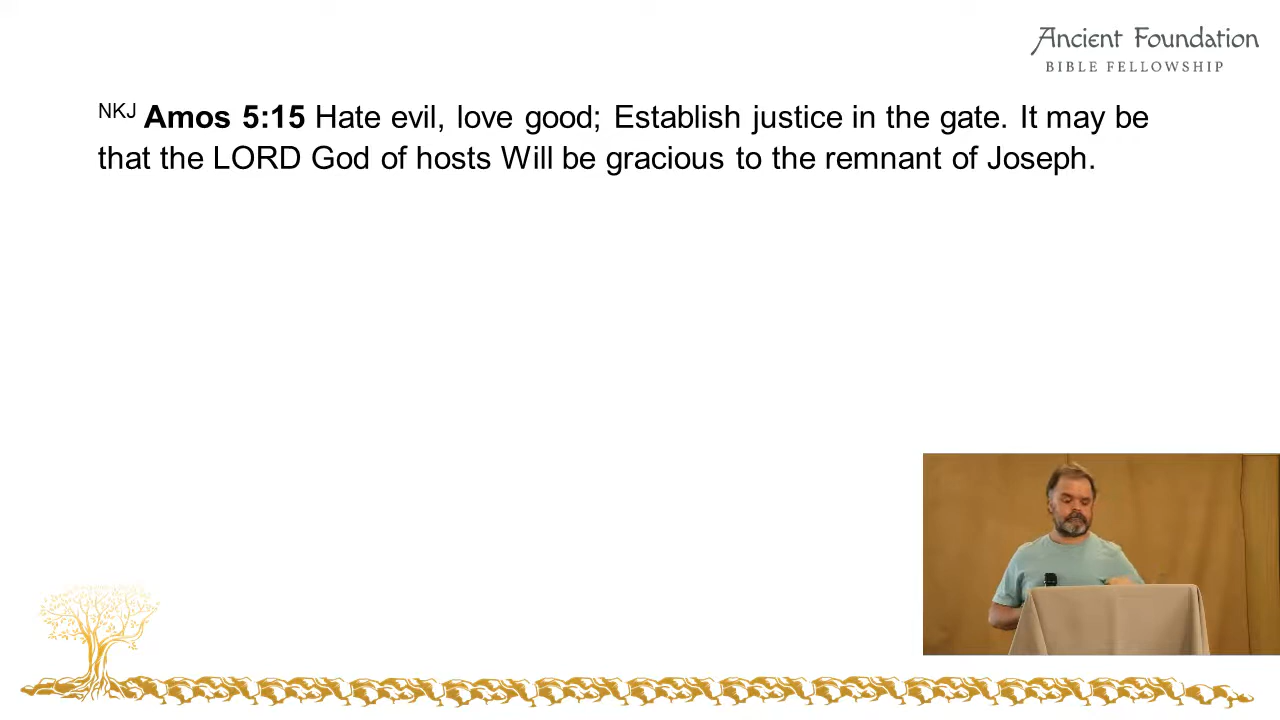 Ancient Foundation
BIBLE FELLOWSHIP
NKJ Amos 5:15 Hate evil, love good; Establish justice in the gate. It may be
that the LORD God of hosts Will be gracious to the remnant of Joseph.